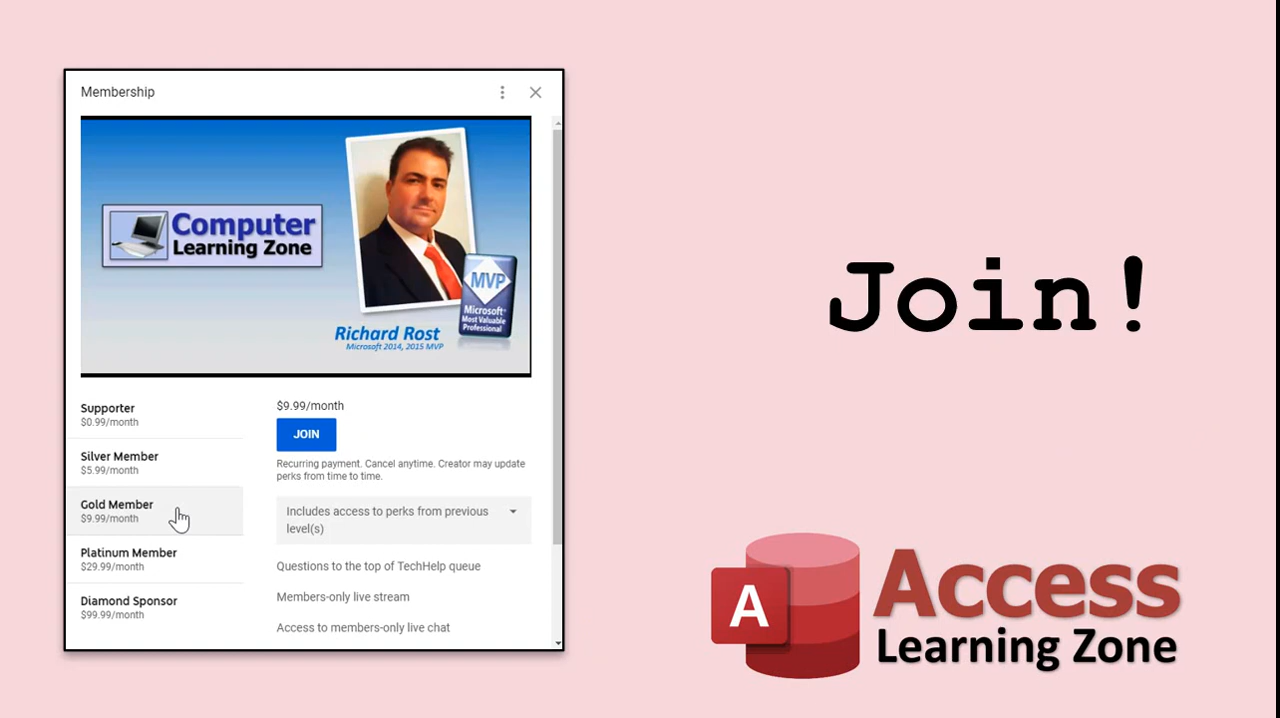 Membership
Computer
Learning Zone
MVP
Microsoft®
Most Valuable
Professional
Richard Rost
Microsoft 2014, 2015 MVP
Supporter
$0.99/month
Silver Member
$5.99/month
Gold Member
$9.99/month
Platinum Member
$29.99/month
Diamond Sponsor
$99.99/month
$9.99/month
JOIN
Recurring payment. Cancel anytime. Creator may update
perks from time to time.
Includes access to perks from previous
level(s)
Questions to the top of TechHelp queue
Members-only live stream
Access to members-only live chat
Join!
A
Access
Learning Zone